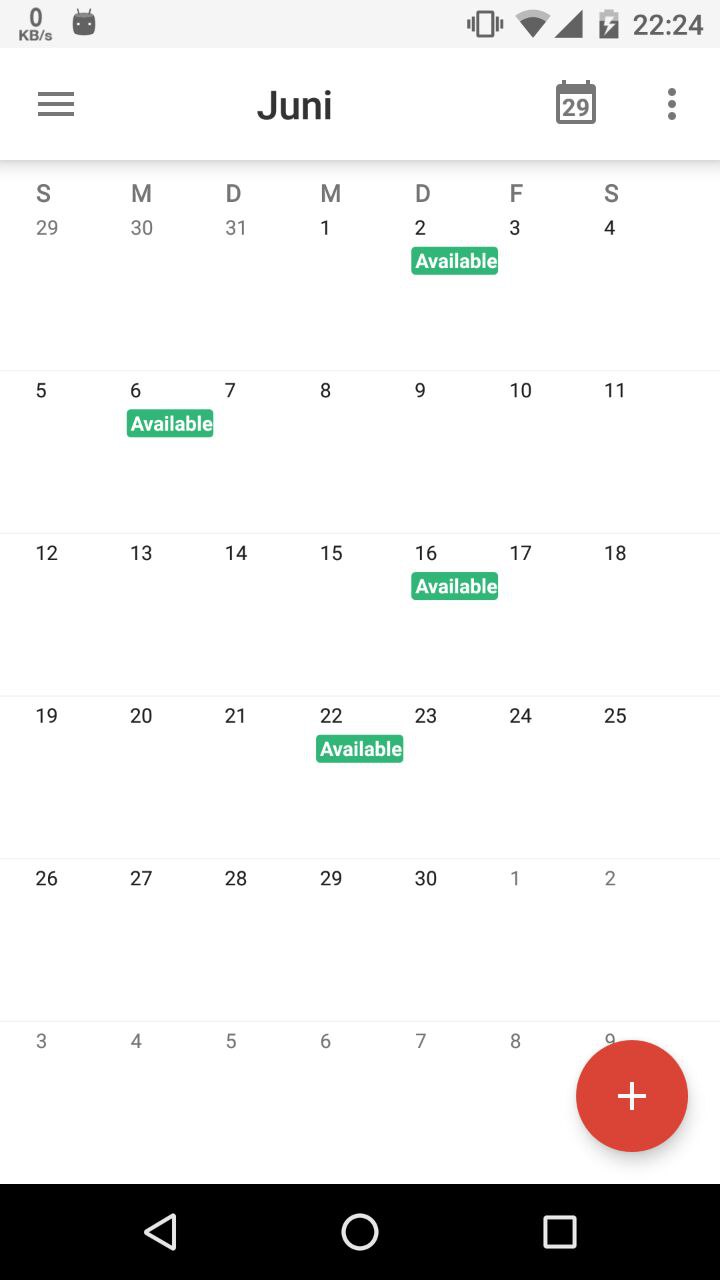 0
KB/s
22:24
Juni
29
S M D M D F S
29 30 31 1 2 3 4
Available
5 6 7 8 9 10 11
Available
12 13 14 15 16 17 18
Available
19 20 21 22 23 24 25
Available
26 27 28 29 30 1 2
3 4 5 6 7 8 9
+